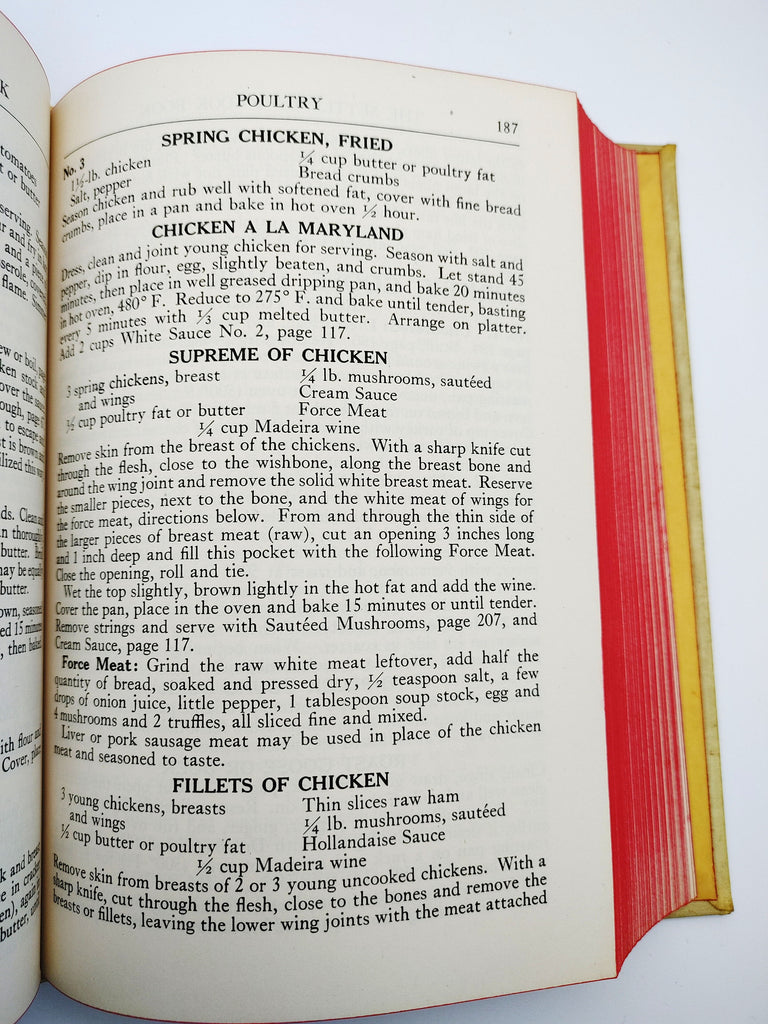 POULTRY
187
SPRING CHICKEN, FRIED
No. 3
1½-lb. chicken
Salt, pepper
¼ cup butter or poultry fat
Bread crumbs
Season chicken and rub well with softened fat, cover with fine bread
crumbs, place in a pan and bake in hot oven ½ hour.
CHICKEN A LA MARYLAND
Dress, clean and joint young chicken for serving. Season with salt and
pepper, dip in flour, egg, slightly beaten, and crumbs. Let stand 45
minutes, then place in well greased dripping pan, and bake 20 minutes
in hot oven, 480° F. Reduce to 275° F. and bake until tender, basting
every 5 minutes with ⅓ cup melted butter. Arrange on platter.
Add 2 cups White Sauce No. 2, page 117.
SUPREME OF CHICKEN
3 spring chickens, breast
and wings
½ cup poultry fat or butter
¼ lb. mushrooms, sautéed
Cream Sauce
Force Meat
¼ cup Madeira wine
Remove skin from the breast of the chickens. With a sharp knife cut
through the flesh, close to the wishbone, along the breast bone and
around the wing joint and remove the solid white breast meat. Reserve
the smaller pieces, next to the bone, and the white meat of wings for
the force meat, directions below. From and through the thin side of
the larger pieces of breast meat (raw), cut an opening 3 inches long
and 1 inch deep and fill this pocket with the following Force Meat.
Close the opening, roll and tie.
Wet the top slightly, brown lightly in the hot fat and add the wine.
Cover the pan, place in the oven and bake 15 minutes or until tender.
Remove strings and serve with Sautéed Mushrooms, page 207, and
Cream Sauce, page 117.
Force Meat: Grind the raw white meat leftover, add half the
quantity of bread, soaked and pressed dry, ½ teaspoon salt, a few
drops of onion juice, little pepper, 1 tablespoon soup stock, egg and
4 mushrooms and 2 truffles, all sliced fine and mixed.
Liver or pork sausage meat may be used in place of the chicken
meat and seasoned to taste.
FILLETS OF CHICKEN
3 young chickens, breasts
and wings
½ cup butter or poultry fat
Thin slices raw ham
¼ lb. mushrooms, sautéed
Hollandaise Sauce
½ cup Madeira wine
Remove skin from breasts of 2 or 3 young uncooked chickens. With a
sharp knife, cut through the flesh, close to the bones and remove the
breasts or fillets, leaving the lower wing joints with the meat attached